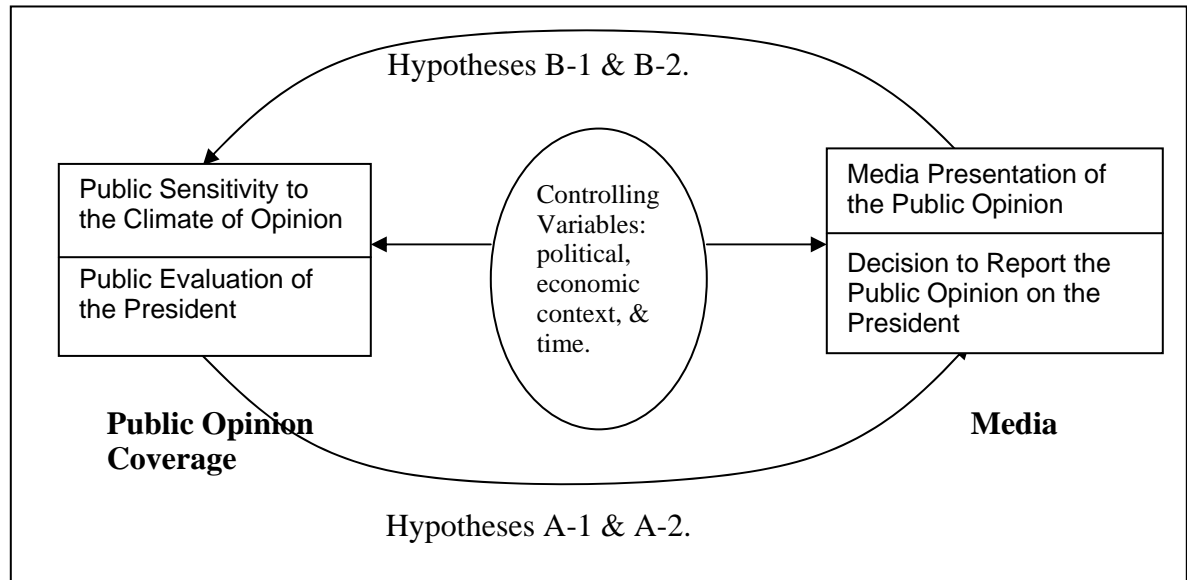 Hypotheses B-1 & B-2.
Public Sensitivity to
the Climate of Opinion
Public Evaluation of
the President
Controlling
Variables:
political,
economic
context, &
time.
Media Presentation of
the Public Opinion
Decision to Report the
Public Opinion on the
President
Public Opinion
Coverage
Media
Hypotheses A-1 & A-2.